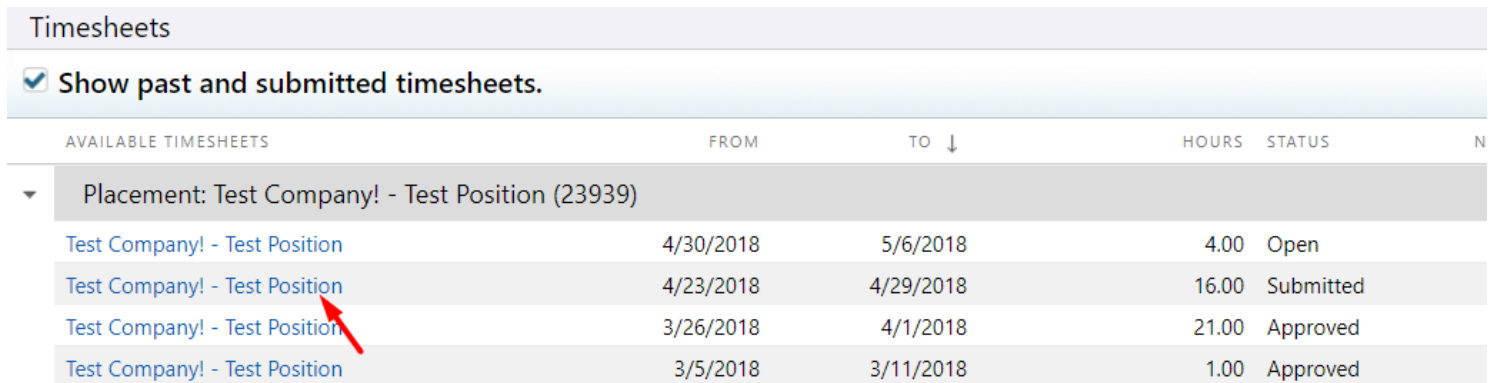 Timesheets
Show past and submitted timesheets.
AVAILABLE TIMESHEETS FROM TO ↓ HOURS STATUS N
Placement: Test Company! - Test Position (23939)
Test Company! - Test Position 4/30/2018 5/6/2018 4.00 Open
Test Company! - Test Position 4/23/2018 4/29/2018 16.00 Submitted
Test Company! - Test Position 3/26/2018 4/1/2018 21.00 Approved
Test Company! - Test Position 3/5/2018 3/11/2018 1.00 Approved